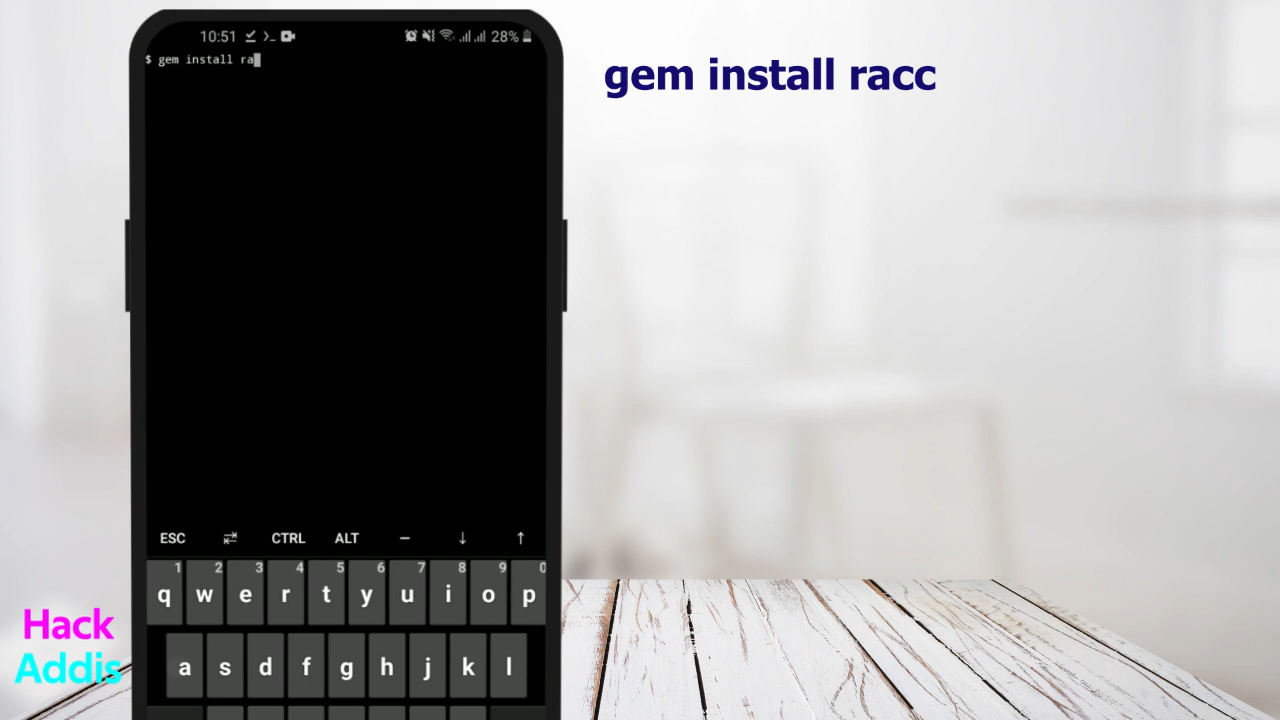 10:51
28%
$ gem install ra
gem install racc
ESC
CTRL
ALT
1 2 3 4 5 6 7 8 9 0
q w e r t y u i o p
a s d f g h j k l
Hack
Addis